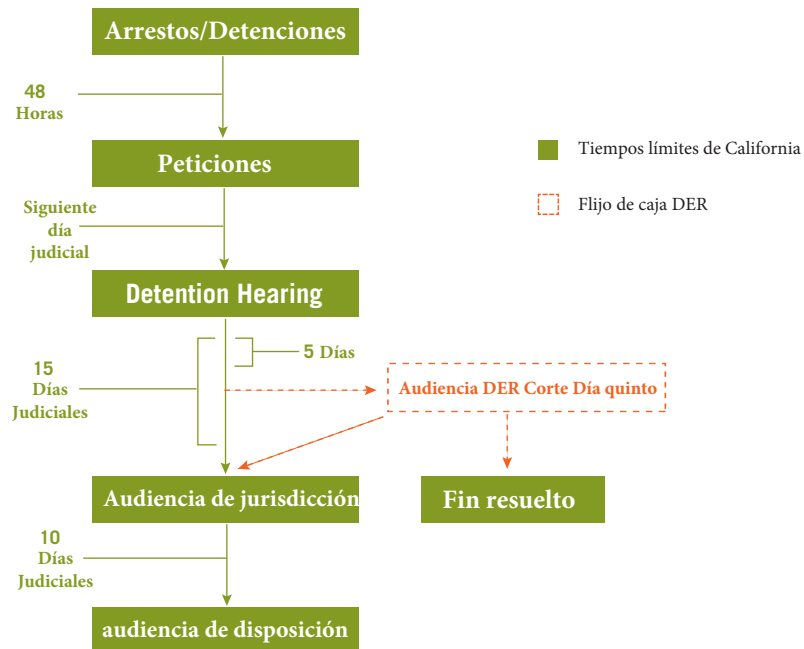 Arrestos/Detenciones
48
Horas
Peticiones
Tiempos límites de California
Flijo de caja DER
Siguiente
día
judicial
Detention Hearing
5 Días
15
Días
Judiciales
Audiencia DER Corte Día quinto
Audiencia de jurisdicción
Fin resuelto
10
Días
Judiciales
audiencia de disposición